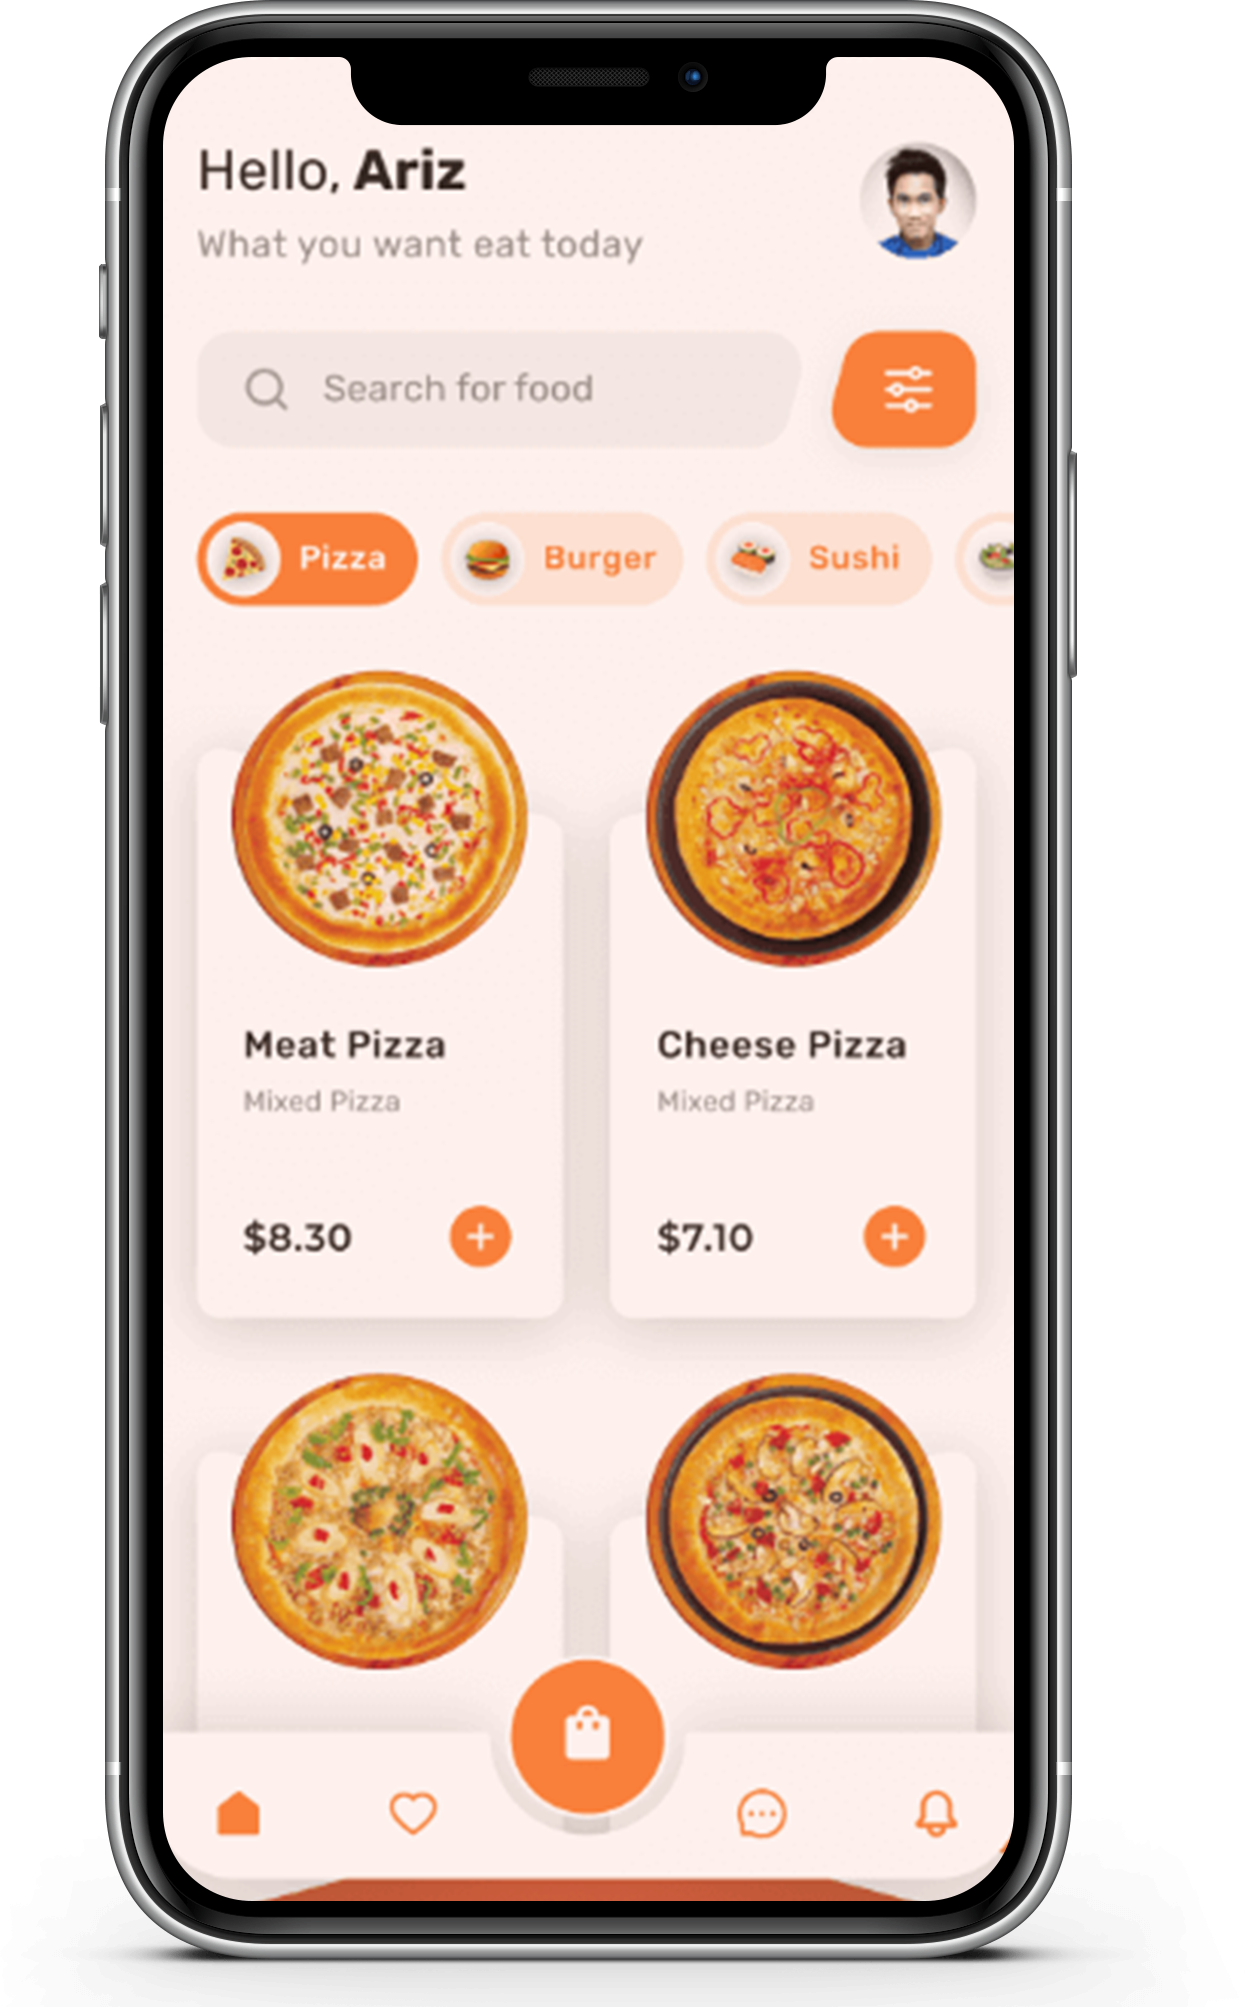 Hello, Ariz
What you want eat today
Search for food
Pizza
Burger
Sushi
Meat Pizza
Cheese Pizza
Mixed Pizza
Mixed Pizza
$8.30
$7.10